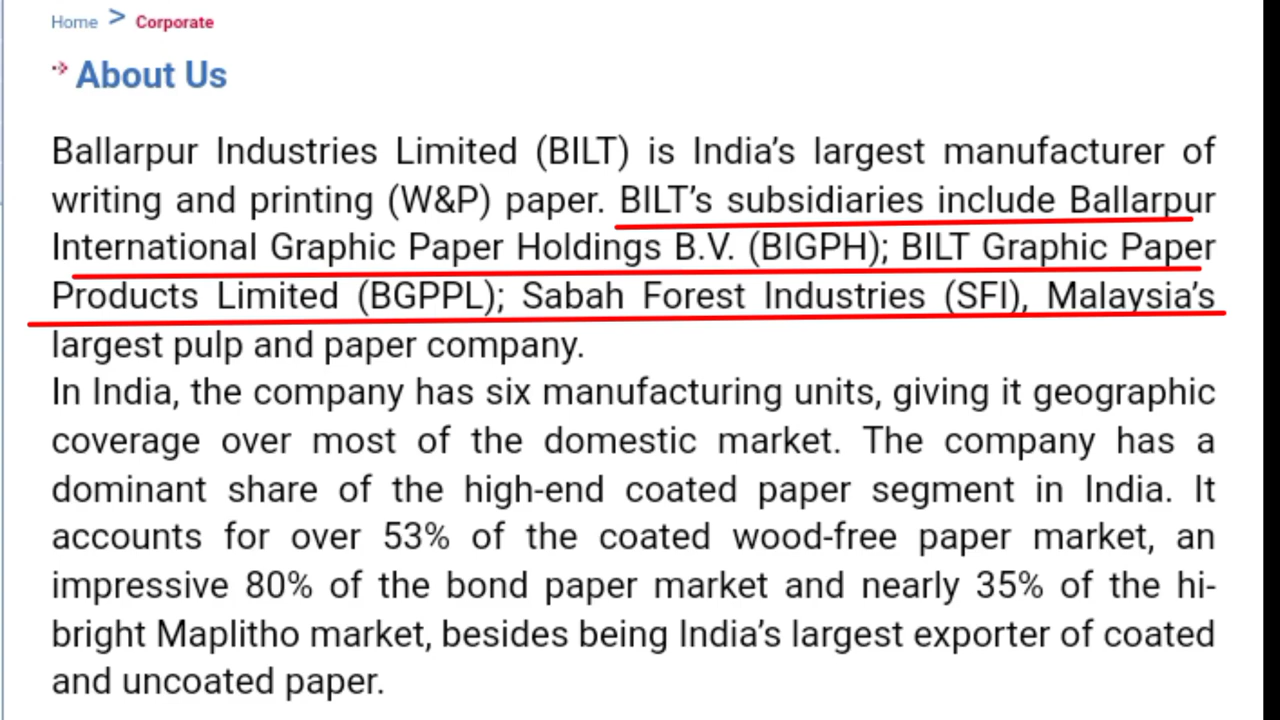 Home > Corporate
About Us
Ballarpur Industries Limited (BILT) is India’s largest manufacturer of
writing and printing (W&P) paper. BILT’s subsidiaries include Ballarpur
International Graphic Paper Holdings B.V. (BIGPH); BILT Graphic Paper
Products Limited (BGPPL); Sabah Forest Industries (SFI), Malaysia’s
largest pulp and paper company.
In India, the company has six manufacturing units, giving it geographic
coverage over most of the domestic market. The company has a
dominant share of the high-end coated paper segment in India. It
accounts for over 53% of the coated wood-free paper market, an
impressive 80% of the bond paper market and nearly 35% of the hi-
bright Maplitho market, besides being India’s largest exporter of coated
and uncoated paper.